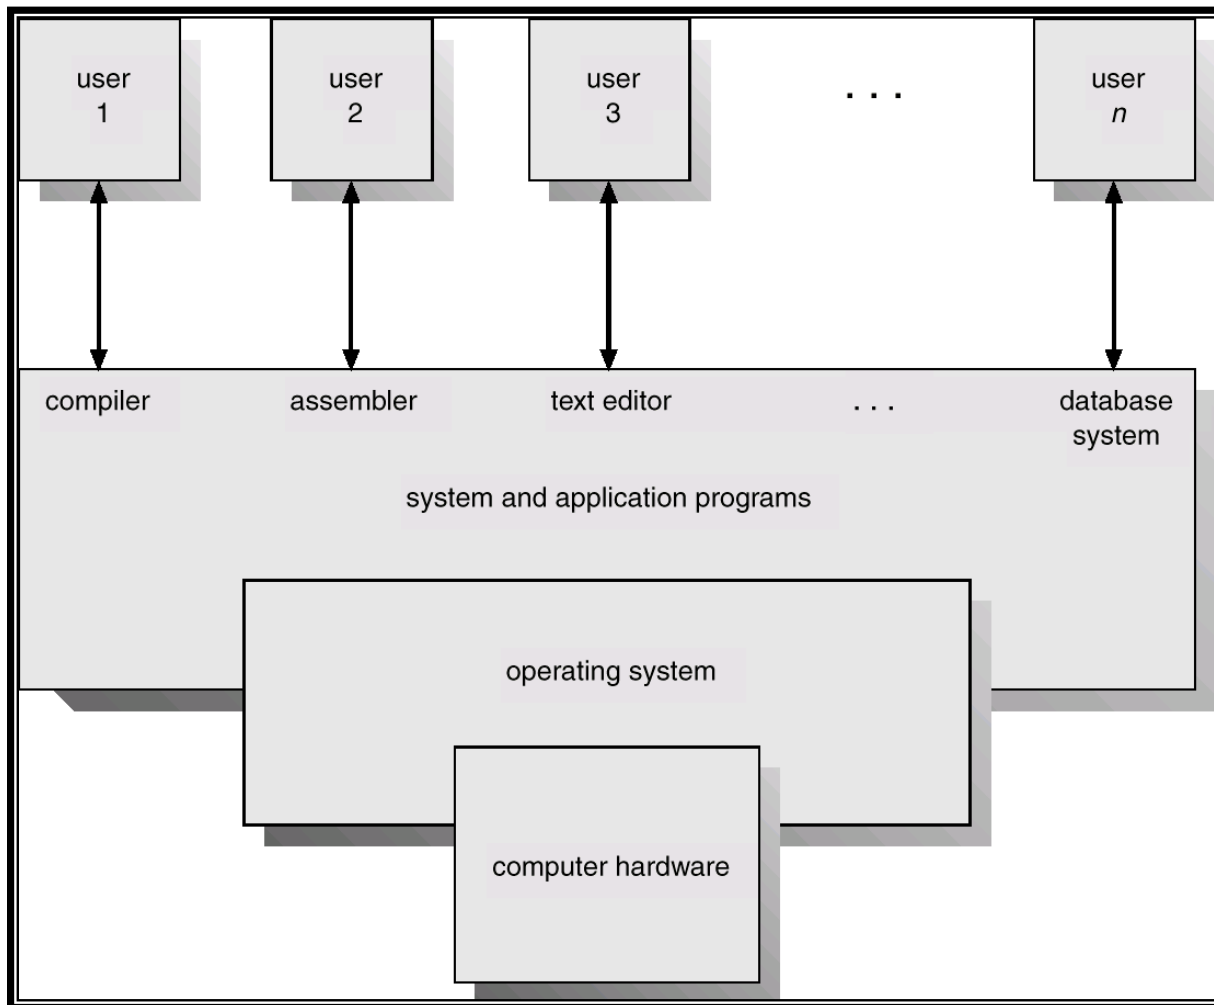 user
1
user
2
user
3
. . .
user
n
compiler
assembler
text editor
. . .
database
system
system and application programs
operating system
computer hardware